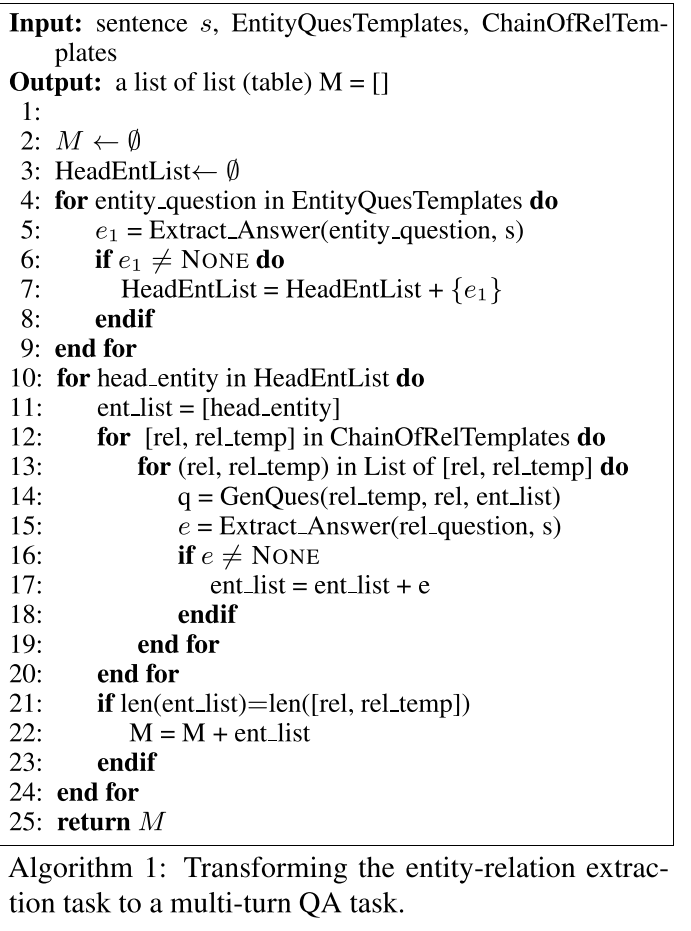 Input: sentence s, EntityQuesTemplates, ChainOfRelTem-
plates
Output: a list of list (table) M = []
1:
2: M ← ∅
3: HeadEntList← ∅
4: for entity_question in EntityQuesTemplates do
5: e₁ = Extract_Answer(entity_question, s)
6: if e₁ ≠ NONE do
7: HeadEntList = HeadEntList + {e₁}
8: endif
9: end for
10: for head_entity in HeadEntList do
11: ent_list = [head_entity]
12: for [rel, rel_temp] in ChainOfRelTemplates do
13: for (rel, rel_temp) in List of [rel, rel_temp] do
14: q = GenQues(rel_temp, rel, ent_list)
15: e = Extract_Answer(rel_question, s)
16: if e ≠ NONE
17: ent_list = ent_list + e
18: endif
19: end for
20: end for
21: if len(ent_list)=len([rel, rel_temp])
22: M = M + ent_list
23: endif
24: end for
25: return M
Algorithm 1: Transforming the entity-relation extrac-
tion task to a multi-turn QA task.